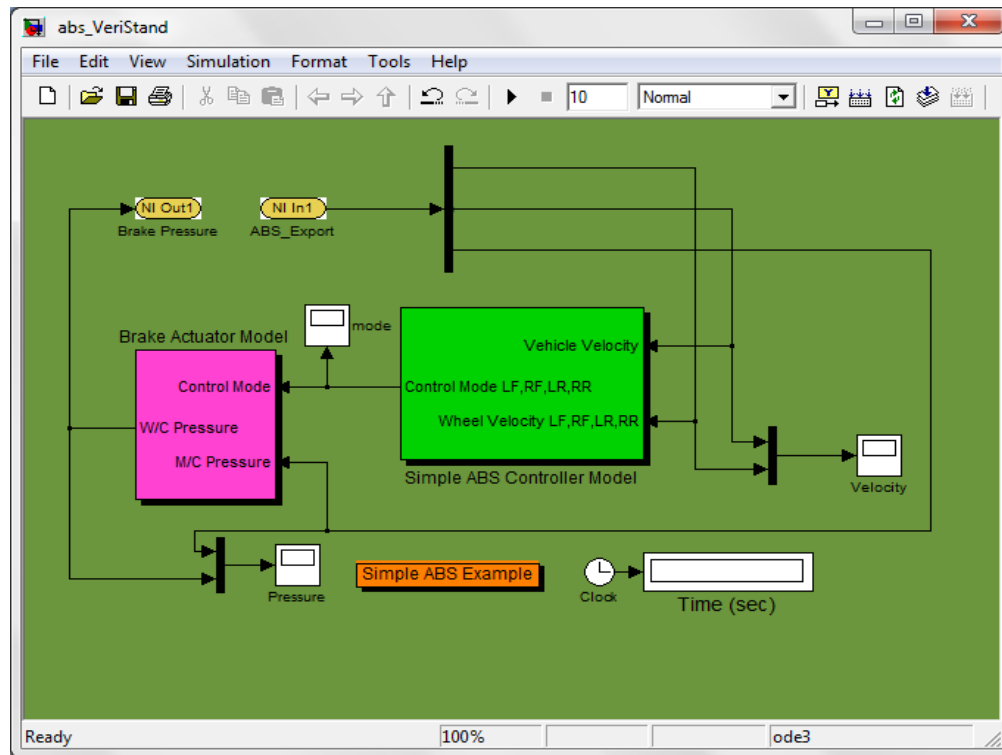 abs_VeriStand
File Edit View Simulation Format Tools Help
10 Normal
NI Out1 NI In1
Brake Pressure ABS_Export
mode
Brake Actuator Model
Vehicle Velocity
Control Mode Control Mode LF,RF,LR,RR
W/C Pressure Wheel Velocity LF,RF,LR,RR
M/C Pressure
Simple ABS Controller Model
Velocity
Simple ABS Example
Pressure Clock Time (sec)
Ready 100% ode3